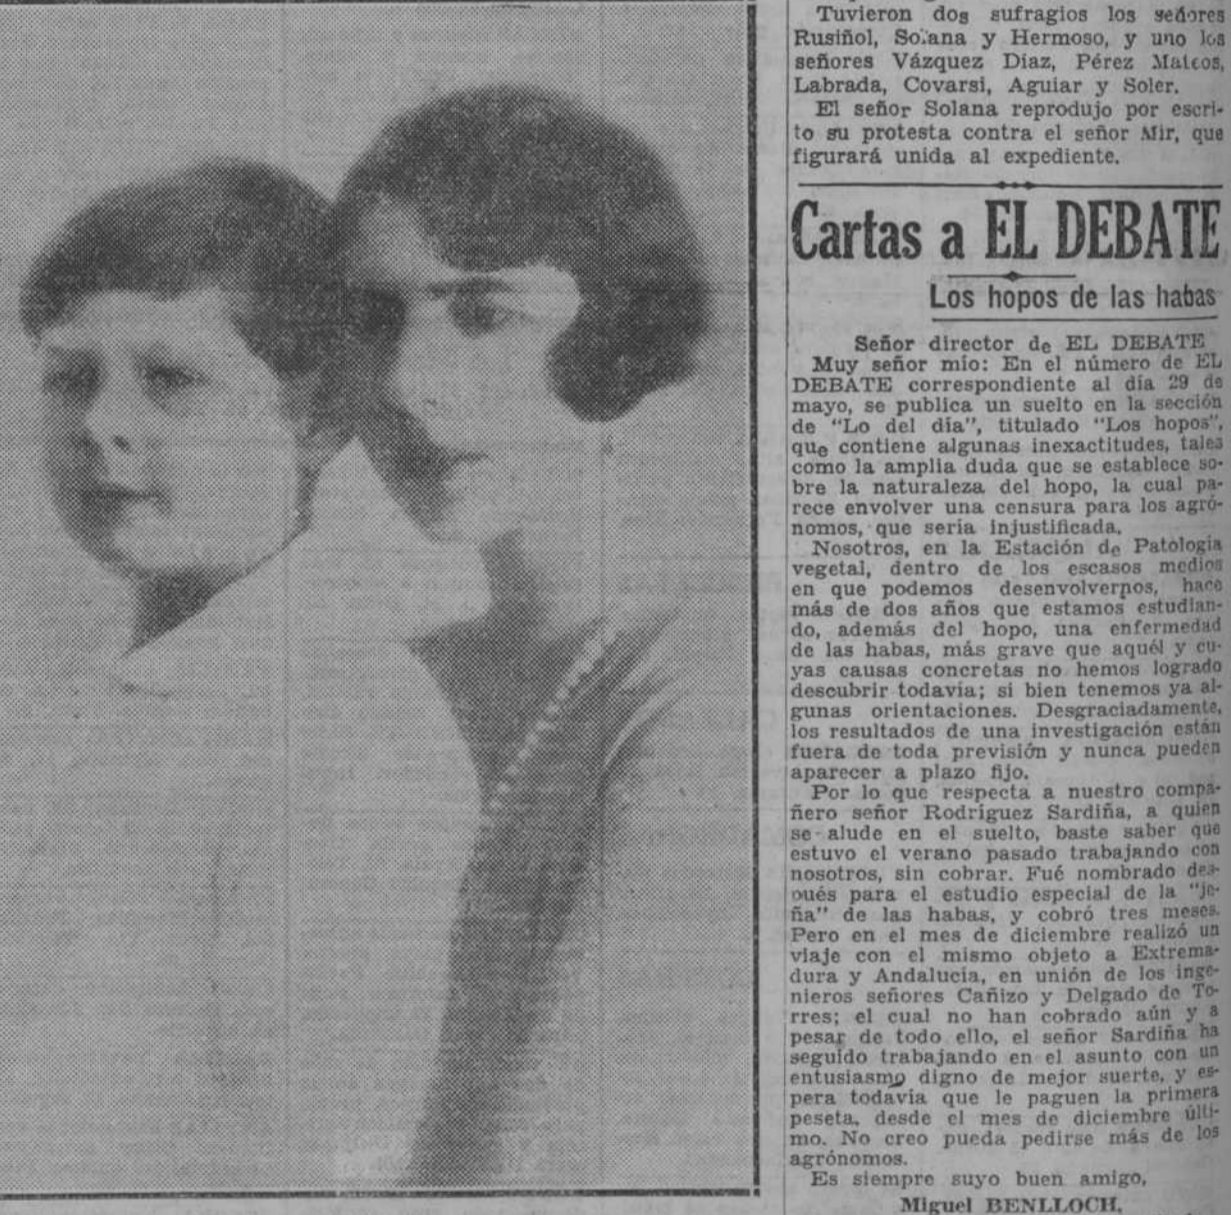 Tuvieron dos sufragios los señores
Rusiñol, Solana y Hermoso, y uno los
señores Vázquez Díaz, Pérez Mateos,
Labrada, Covarsi, Aguiar y Soler.
El señor Solana reprodujo por escri-
to su protesta contra el señor Mir, que
figurará unida al expediente.
Cartas a EL DEBATE
Los hopos de las habas
Señor director de EL DEBATE
Muy señor mío: En el número de EL
DEBATE correspondiente al día 29 de
mayo, se publica un suelto en la sección
de "Lo del día", titulado "Los hopos",
que contiene algunas inexactitudes, tales
como la amplia duda que se establece so-
bre la naturaleza del hopo, la cual pa-
rece envolver una censura para los agró-
nomos, que sería injustificada.
Nosotros, en la Estación de Patología
vegetal, dentro de los escasos medios
en que podemos desenvolvernos, hace
más de dos años que estamos estudian-
do, además del hopo, una enfermedad
de las habas, más grave que aquél y cu-
yas causas concretas no hemos logrado
descubrir todavía; si bien tenemos ya al-
gunas orientaciones. Desgraciadamente,
los resultados de una investigación están
fuera de toda previsión y nunca pueden
aparecer a plazo fijo.
Por lo que respecta a nuestro compa-
ñero señor Rodríguez Sardiña, a quien
se alude en el suelto, baste saber que
estuvo el verano pasado trabajando con
nosotros, sin cobrar. Fué nombrado des-
pués para el estudio especial de la "je-
ña" de las habas, y cobró tres meses.
Pero en el mes de diciembre realizó un
viaje con el mismo objeto a Extrema-
dura y Andalucía, en unión de los inge-
nieros señores Cañizo y Delgado de To-
rres; el cual no han cobrado aún y a
pesar de todo ello, el señor Sardiña ha
seguido trabajando en el asunto con un
entusiasmo digno de mejor suerte, y es-
pera todavía que le paguen la primera
peseta, desde el mes de diciembre últi-
mo. No creo pueda pedirse más de los
agrónomos.
Es siempre suyo buen amigo,
Miguel BENLLOCH,